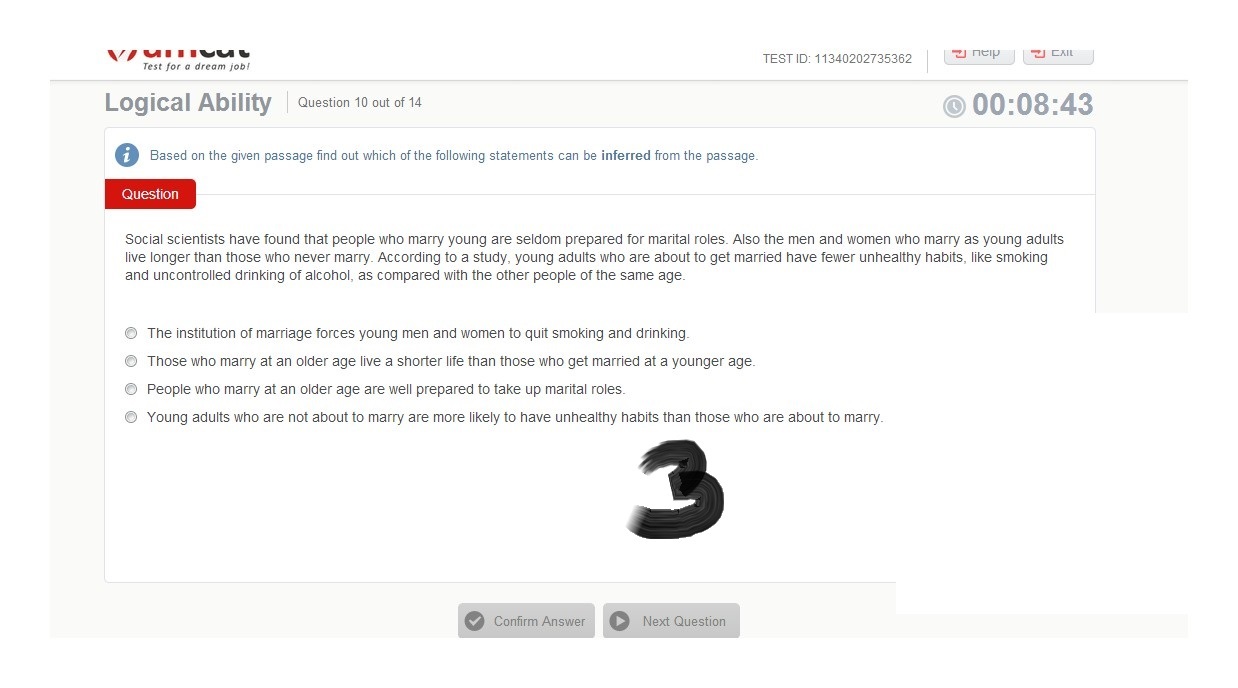 amcat
Test for a dream job!
TEST ID: 11340202735362
Help
Exit
Logical Ability
Question 10 out of 14
00:08:43
Based on the given passage find out which of the following statements can be inferred from the passage.
Question
Social scientists have found that people who marry young are seldom prepared for marital roles. Also the men and women who marry as young adults
live longer than those who never marry. According to a study, young adults who are about to get married have fewer unhealthy habits, like smoking
and uncontrolled drinking of alcohol, as compared with the other people of the same age.
The institution of marriage forces young men and women to quit smoking and drinking.
Those who marry at an older age live a shorter life than those who get married at a younger age.
People who marry at an older age are well prepared to take up marital roles.
Young adults who are not about to marry are more likely to have unhealthy habits than those who are about to marry.
3
Confirm Answer
Next Question